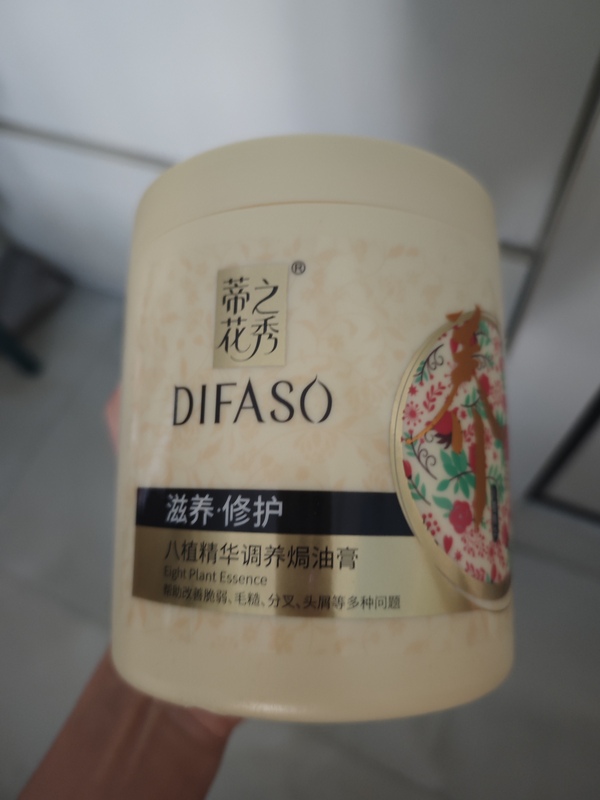 蒂之
花秀
®
DIFASO
滋养·修护
八植精华调养焗油膏
Eight Plant Essence
帮助改善脆弱、毛糙、分叉、头屑等多种问题
养